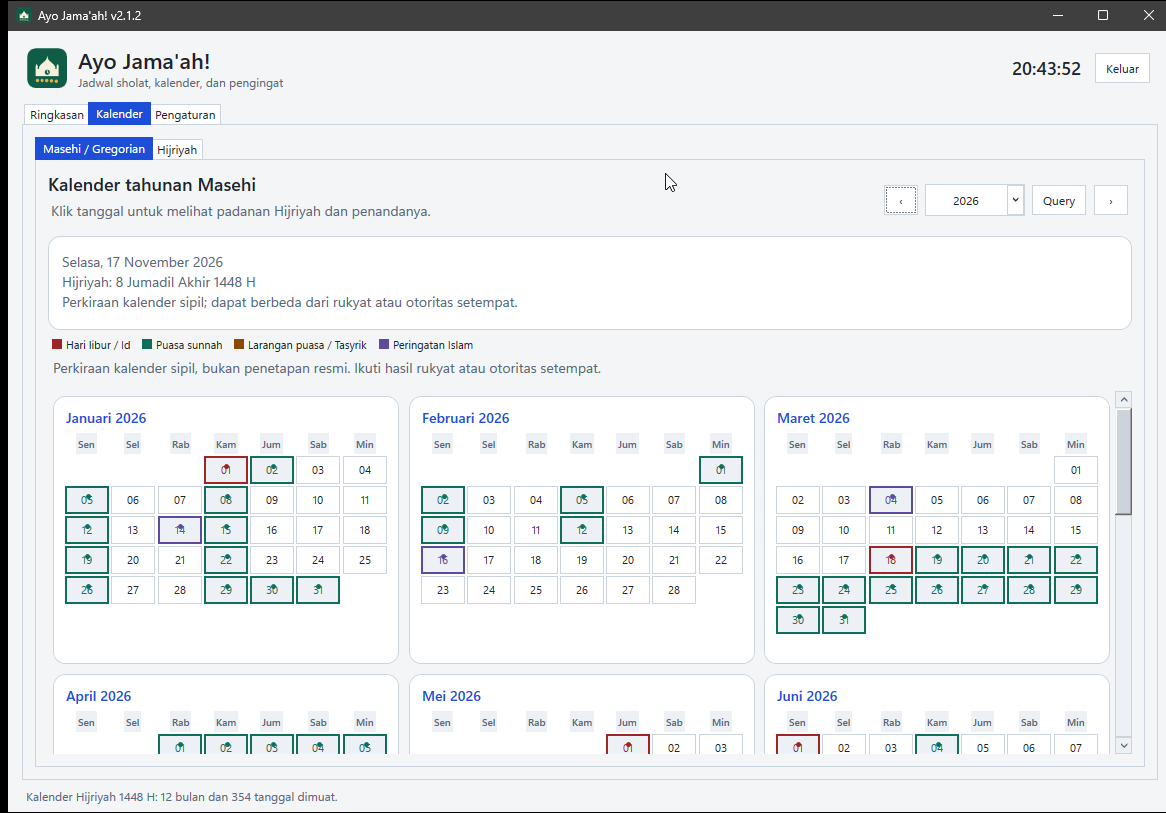 Ayo Jama'ah! v2.1.2
Ayo Jama'ah!
Jadwal sholat, kalender, dan pengingat
20:43:52
Keluar
Ringkasan Kalender Pengaturan
Masehi / Gregorian Hijriyah
Kalender tahunan Masehi
Klik tanggal untuk melihat padanan Hijriyah dan penandanya.
‹ 2026 Query ›
Selasa, 17 November 2026
Hijriyah: 8 Jumadil Akhir 1448 H
Perkiraan kalender sipil; dapat berbeda dari rukyat atau otoritas setempat.
Hari libur / Id Puasa sunnah Larangan puasa / Tasyrik Peringatan Islam
Perkiraan kalender sipil, bukan penetapan resmi. Ikuti hasil rukyat atau otoritas setempat.
Januari 2026
Sen Sel Rab Kam Jum Sab Min
01 02 03 04
05 06 07 08 09 10 11
12 13 14 15 16 17 18
19 20 21 22 23 24 25
26 27 28 29 30 31
Februari 2026
Sen Sel Rab Kam Jum Sab Min
01
02 03 04 05 06 07 08
09 10 11 12 13 14 15
16 17 18 19 20 21 22
23 24 25 26 27 28
Maret 2026
Sen Sel Rab Kam Jum Sab Min
01
02 03 04 05 06 07 08
09 10 11 12 13 14 15
16 17 18 19 20 21 22
23 24 25 26 27 28 29
30 31
April 2026
Sen Sel Rab Kam Jum Sab Min
01 02 03 04 05
Mei 2026
Sen Sel Rab Kam Jum Sab Min
01 02 03
Juni 2026
Sen Sel Rab Kam Jum Sab Min
01 02 03 04 05 06 07
Kalender Hijriyah 1448 H: 12 bulan dan 354 tanggal dimuat.